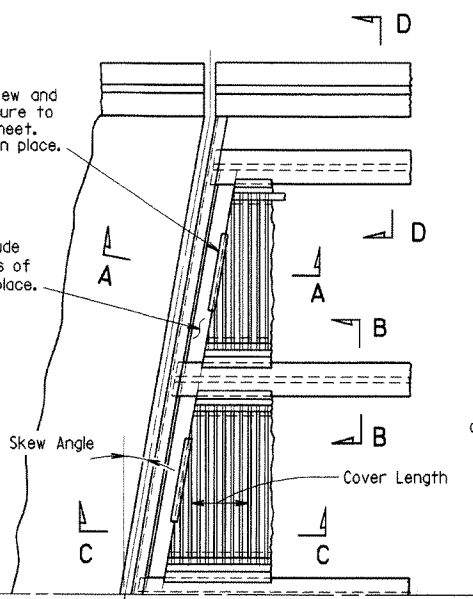 D
ew and
ure to
heet.
n place.
D
ude
s of
place.
A
A
B
B
Skew Angle
Cover Length
C
C